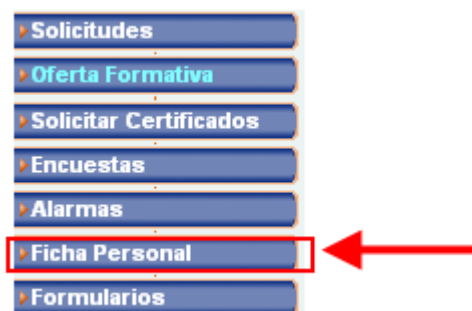 Solicitudes
Oferta Formativa
Solicitar Certificados
Encuestas
Alarmas
Ficha Personal
Formularios